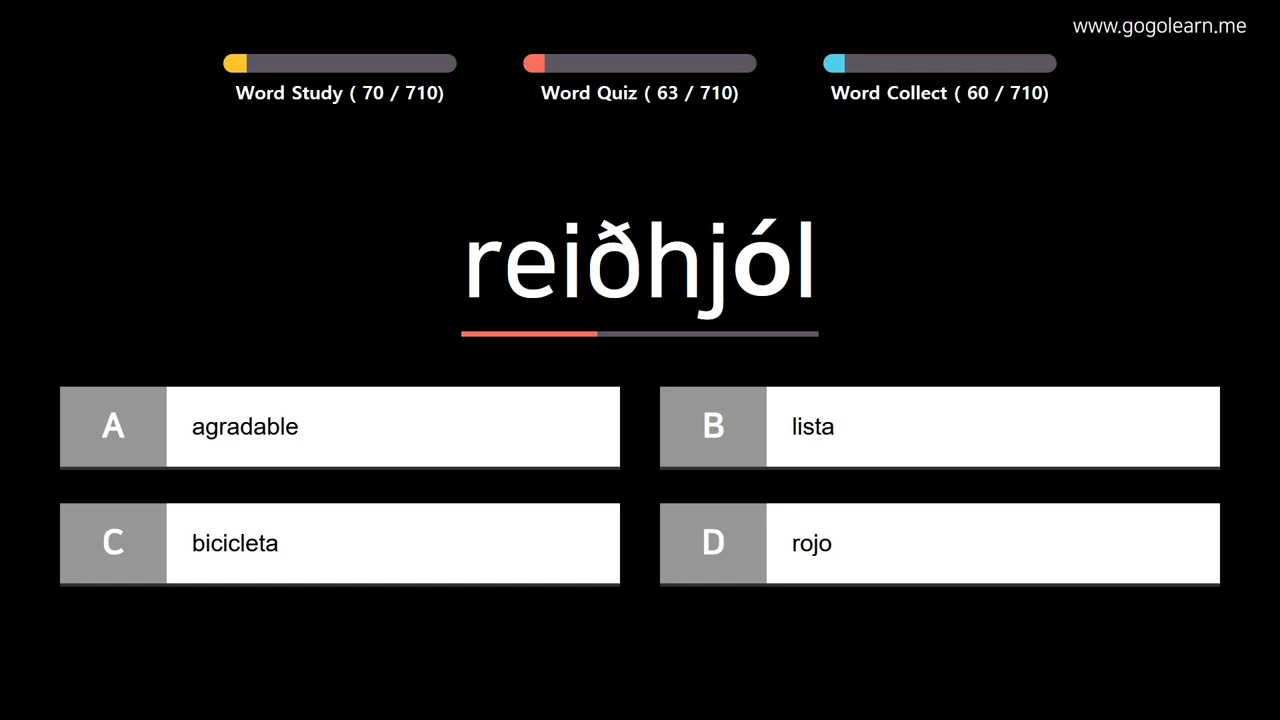 www.gogolearn.me
Word Study ( 70 / 710)
Word Quiz ( 63 / 710)
Word Collect ( 60 / 710)
reiðhjól
A agradable
B lista
C bicicleta
D rojo